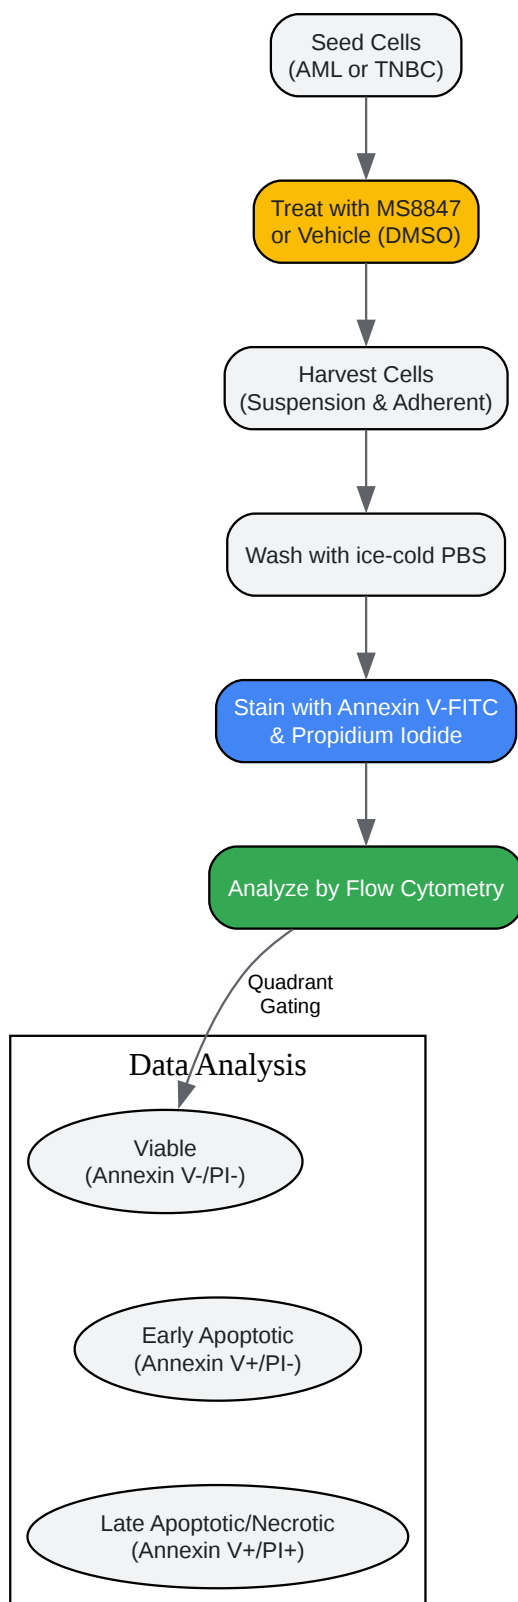 Seed Cells
(AML or TNBC)
Treat with MS8847
or Vehicle (DMSO)
Harvest Cells
(Suspension & Adherent)
Wash with ice-cold PBS
Stain with Annexin V-FITC
& Propidium Iodide
Analyze by Flow Cytometry
Quadrant
Gating
Data Analysis
Viable
(Annexin V-/PI-)
Early Apoptotic
(Annexin V+/PI-)
Late Apoptotic/Necrotic
(Annexin V+/PI+)